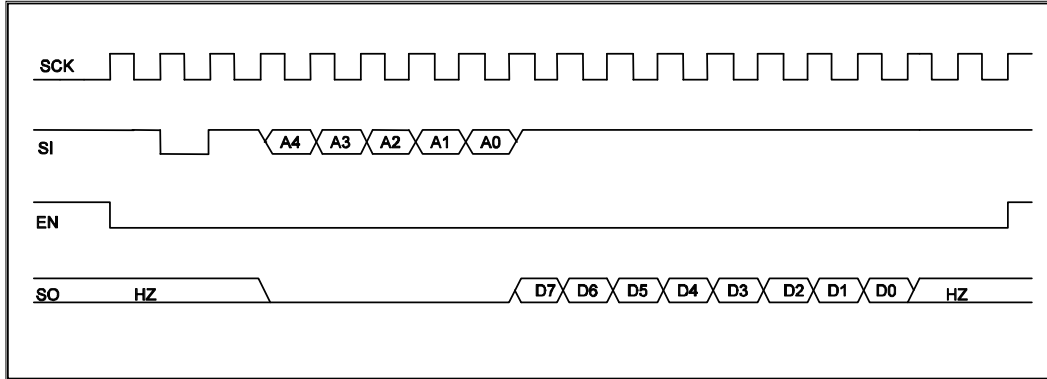 SCK
SI A4 A3 A2 A1 A0
EN
SO HZ D7 D6 D5 D4 D3 D2 D1 D0 HZ